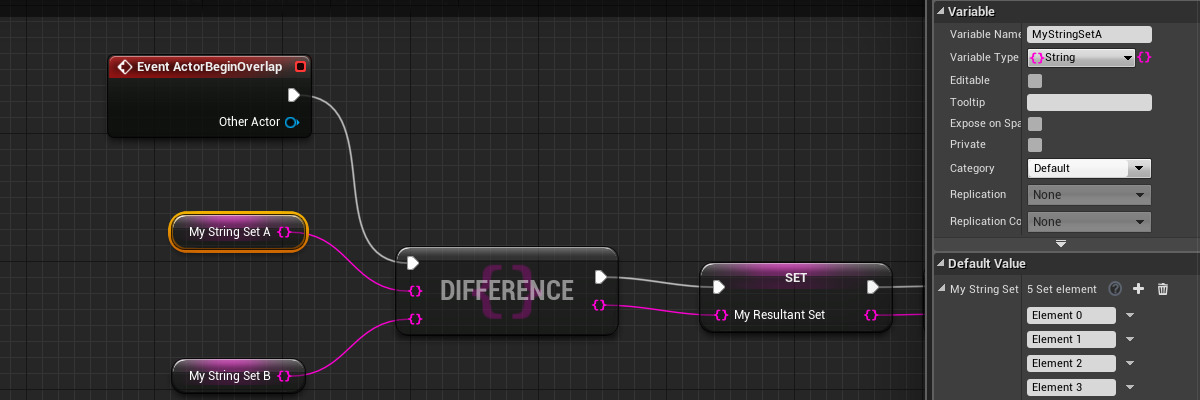 Event ActorBeginOverlap
Other Actor
My String Set A
DIFFERENCE
SET
My Resultant Set
My String Set B
Variable
Variable Name MyStringSetA
Variable Type String
Editable
Tooltip
Expose on Spa
Private
Category Default
Replication None
Replication Co None
Default Value
My String Set 5 Set element ?
Element 0
Element 1
Element 2
Element 3